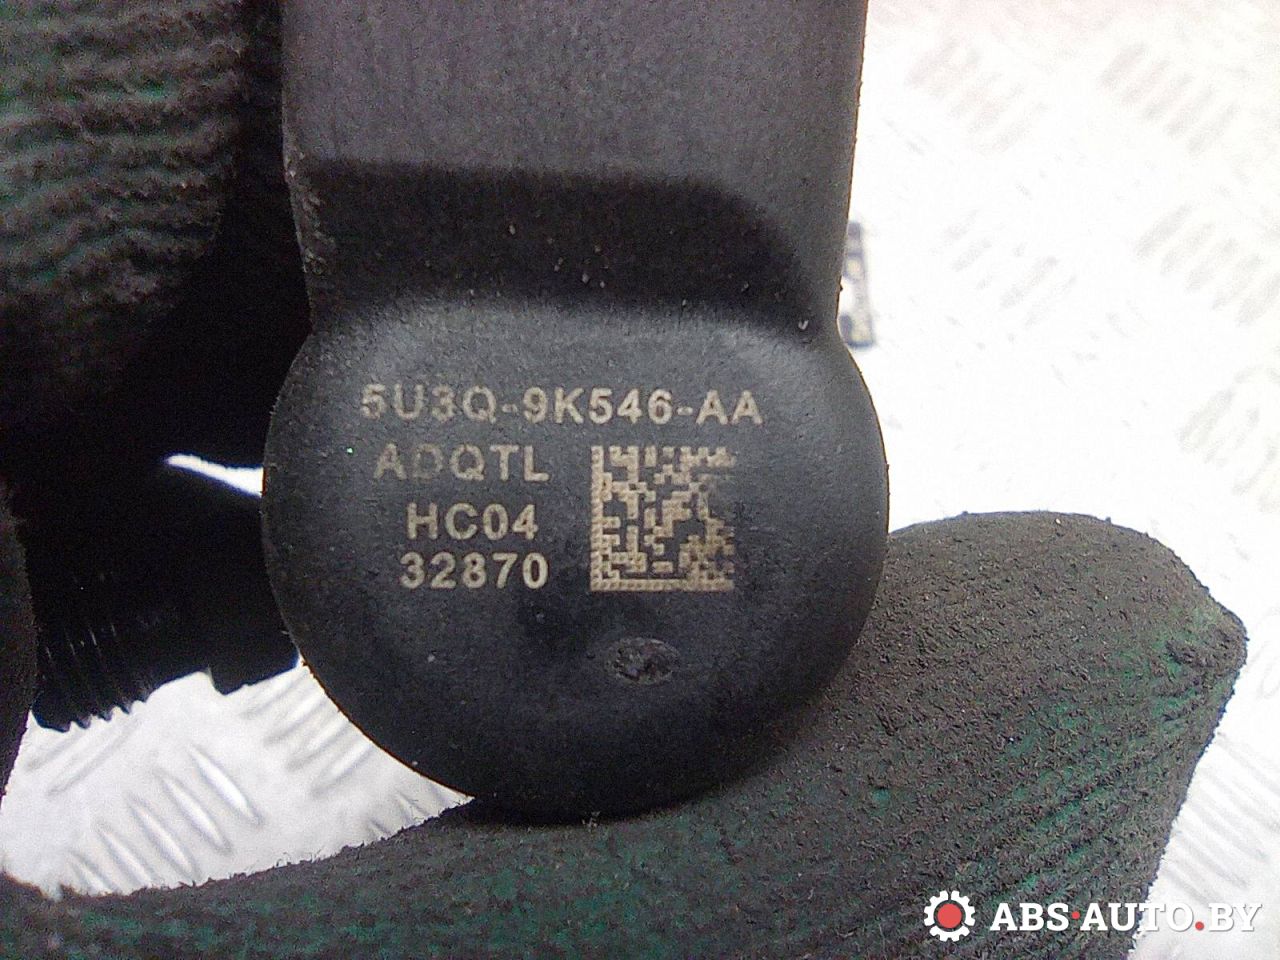 5U3Q-9K546-AA
ADQTL
HC04
32870
ABS-AUTO.BY